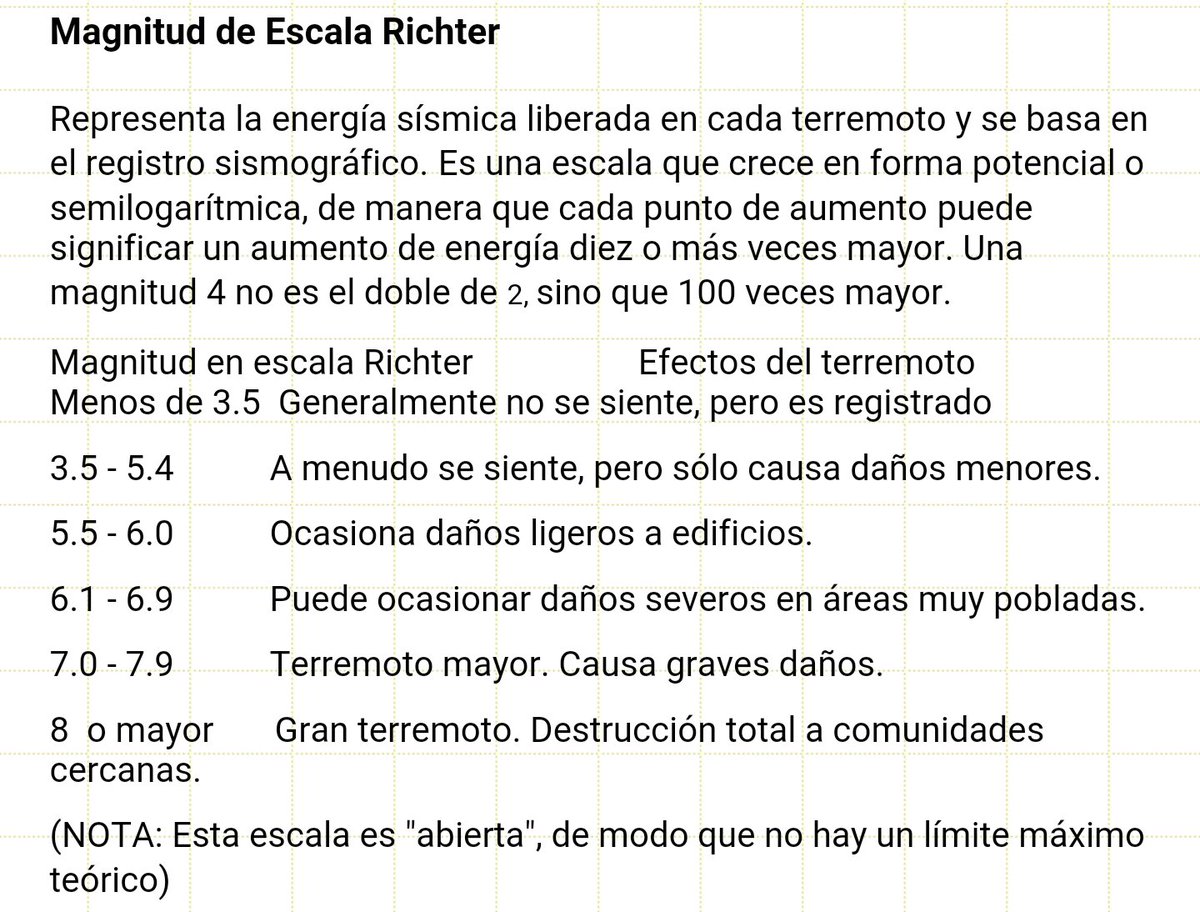 Magnitud de Escala Richter
Representa la energía sísmica liberada en cada terremoto y se basa en
el registro sismográfico. Es una escala que crece en forma potencial o
semilogarítmica, de manera que cada punto de aumento puede
significar un aumento de energía diez o más veces mayor. Una
magnitud 4 no es el doble de 2, sino que 100 veces mayor.
Magnitud en escala Richter Efectos del terremoto
Menos de 3.5 Generalmente no se siente, pero es registrado
3.5 - 5.4 A menudo se siente, pero sólo causa daños menores.
5.5 - 6.0 Ocasiona daños ligeros a edificios.
6.1 - 6.9 Puede ocasionar daños severos en áreas muy pobladas.
7.0 - 7.9 Terremoto mayor. Causa graves daños.
8 o mayor Gran terremoto. Destrucción total a comunidades
cercanas.
(NOTA: Esta escala es "abierta", de modo que no hay un límite máximo
teórico)